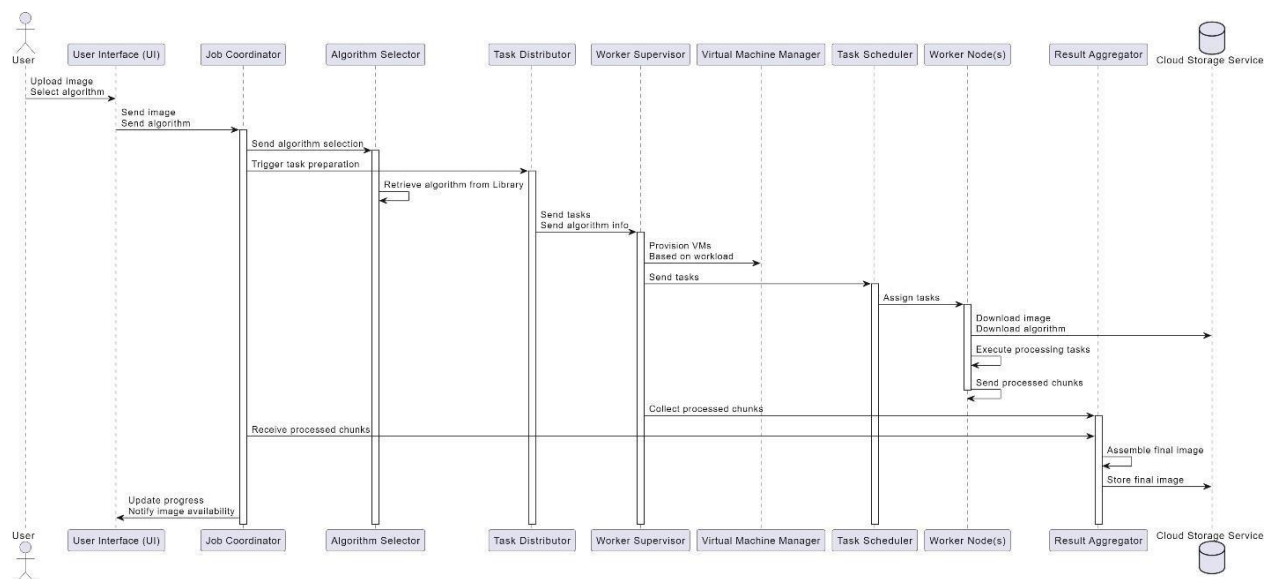 User
User Interface (UI)
Job Coordinator
Algorithm Selector
Task Distributor
Worker Supervisor
Virtual Machine Manager
Task Scheduler
Worker Node(s)
Result Aggregator
Cloud Storage Service
Upload image
Select algorithm
Send image
Send algorithm
Send algorithm selection
Trigger task preparation
Retrieve algorithm from Library
Send tasks
Send algorithm info
Provision VMs
Based on workload
Send tasks
Assign tasks
Download image
Download algorithm
Execute processing tasks
Send processed chunks
Collect processed chunks
Receive processed chunks
Assemble final image
Store final image
Update progress
Notify image availability
User
User Interface (UI)
Job Coordinator
Algorithm Selector
Task Distributor
Worker Supervisor
Virtual Machine Manager
Task Scheduler
Worker Node(s)
Result Aggregator
Cloud Storage Service